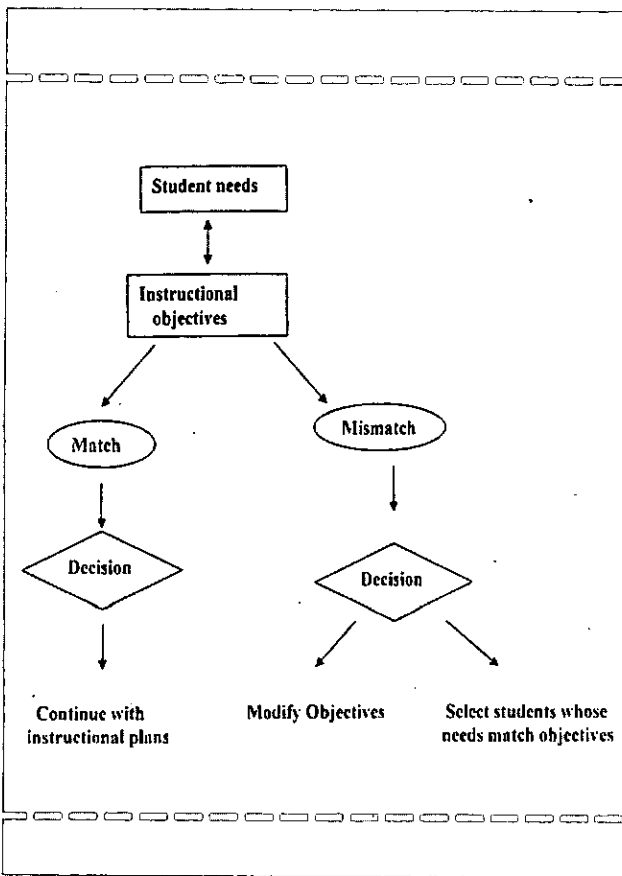 Student needs
Instructional
objectives
Match
Mismatch
Decision
Decision
Continue with
instructional plans
Modify Objectives
Select students whose
needs match objectives